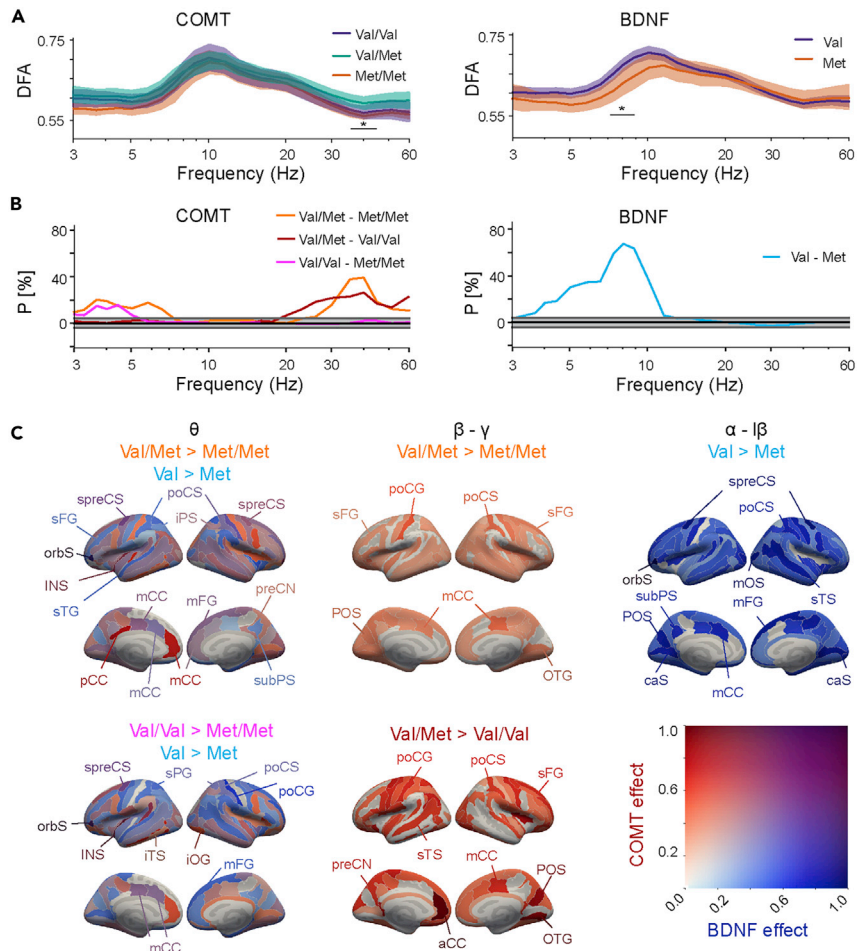 A
COMT
BDNF
DFA
0.75
0.55
Val/Val
Val/Met
Met/Met
*
3 5 10 20 30 60
Frequency (Hz)
0.75
0.55
DFA
Val
Met
*
3 5 10 20 30 60
Frequency (Hz)
B
COMT
BDNF
P [%]
80
40
0
Val/Met - Met/Met
Val/Met - Val/Val
Val/Val - Met/Met
3 5 10 20 30 60
Frequency (Hz)
P [%]
80
40
0
Val - Met
3 5 10 20 30 60
Frequency (Hz)
C
θ
Val/Met > Met/Met
Val > Met
spreCS
poCS
spreCS
sFG
iPS
orbS
INS
sTG
mCC
mFG
preCN
pCC
mCC
mCC
subPS
β - γ
Val/Met > Met/Met
poCG
poCS
sFG
sFG
POS
mCC
OTG
α - lβ
Val > Met
spreCS
poCS
orbS
mOS
sTS
subPS
mFG
POS
caS
mCC
caS
Val/Val > Met/Met
Val > Met
spreCS
sPG
poCS
poCG
orbS
INS
iTS
iOG
mFG
mCC
Val/Met > Val/Val
poCG
poCS
sFG
sTS
preCN
mCC
POS
aCC
OTG
COMT effect
1.0
0.2
0.0 0.2 0.6 1.0
BDNF effect